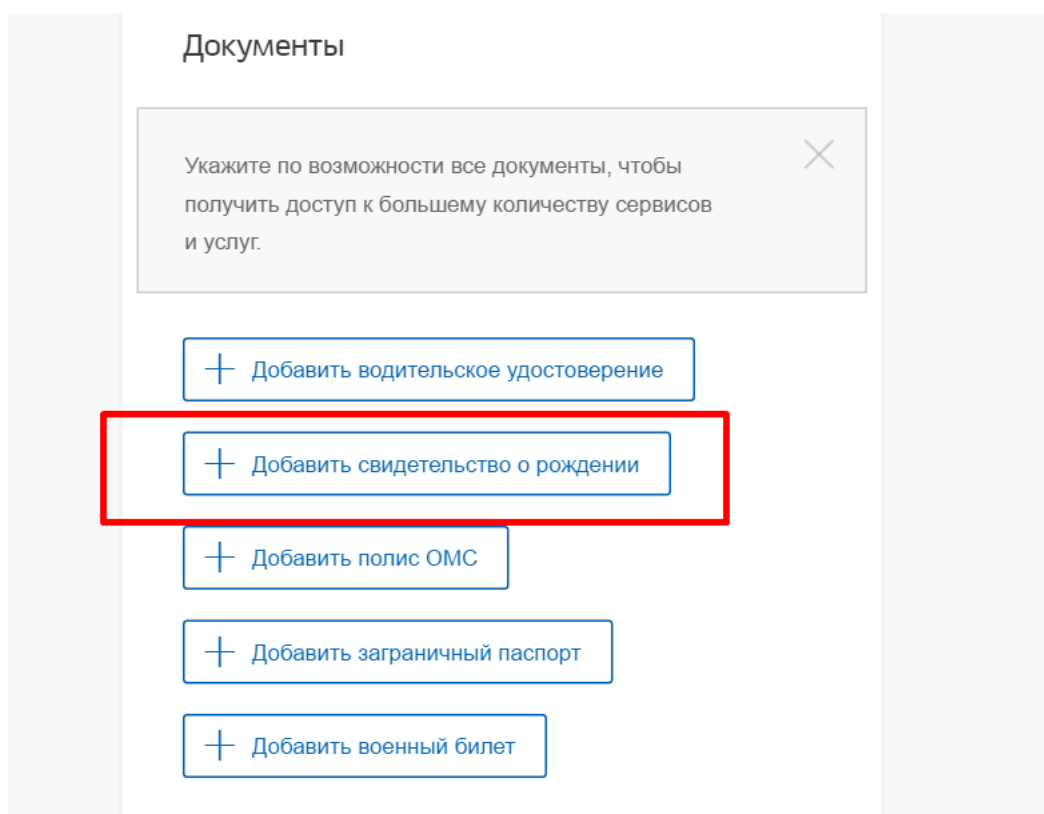 Документы
Укажите по возможности все документы, чтобы
получить доступ к большему количеству сервисов
и услуг.
Добавить водительское удостоверение
Добавить свидетельство о рождении
Добавить полис ОМС
Добавить заграничный паспорт
Добавить военный билет